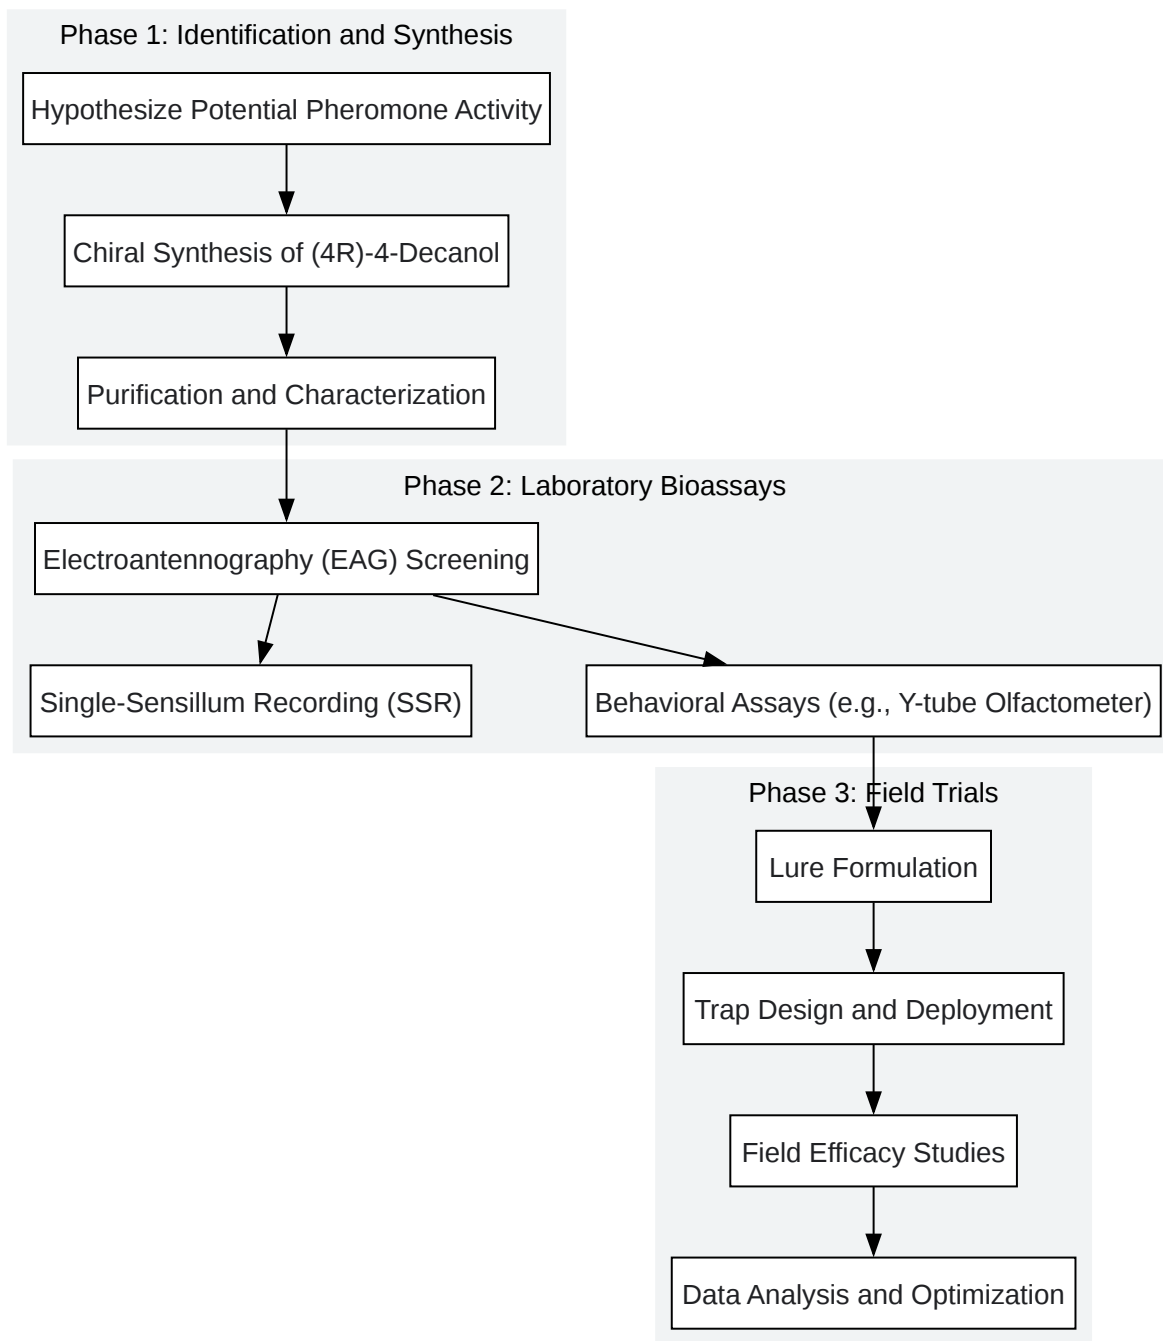 Phase 1: Identification and Synthesis
Hypothesize Potential Pheromone Activity
Chiral Synthesis of (4R)-4-Decanol
Purification and Characterization
Phase 2: Laboratory Bioassays
Electroantennography (EAG) Screening
Single-Sensillum Recording (SSR)
Behavioral Assays (e.g., Y-tube Olfactometer)
Phase 3: Field Trials
Lure Formulation
Trap Design and Deployment
Field Efficacy Studies
Data Analysis and Optimization